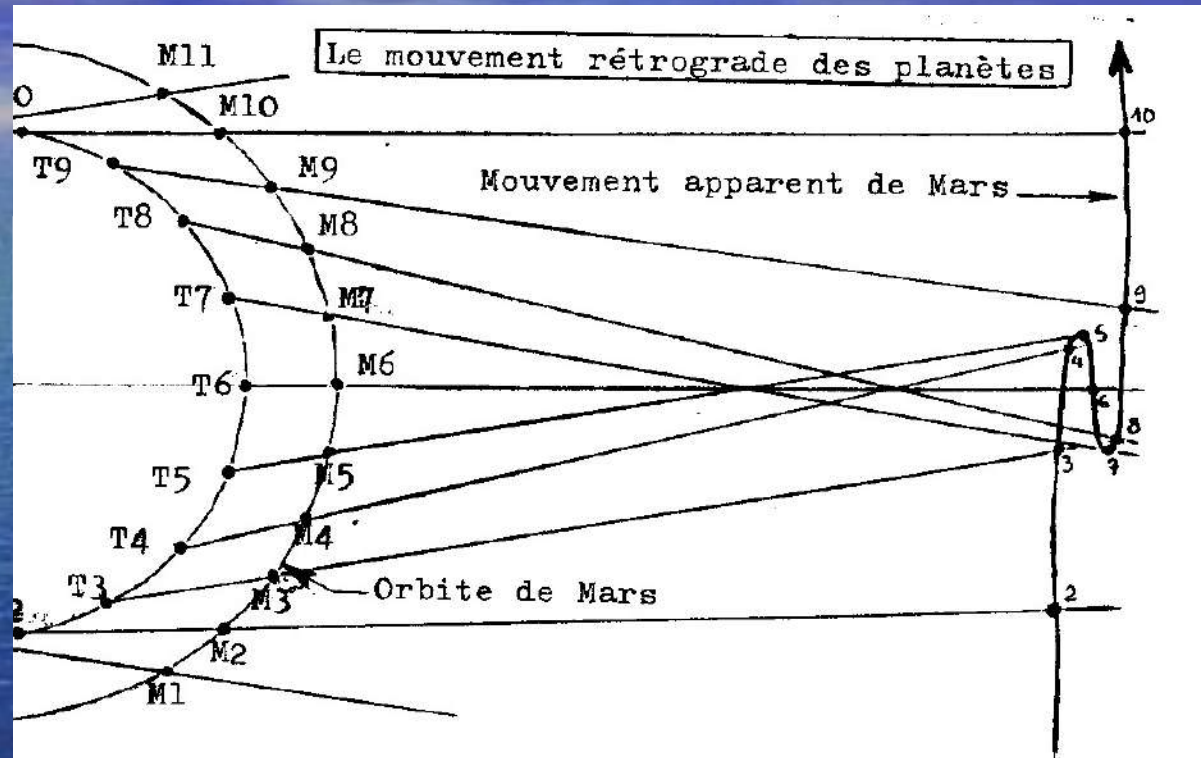 Le mouvement rétrograde des planètes
M11
M10
10
T9
M9
Mouvement apparent de Mars
T8
M8
T7
M7
9
5
4
T6
M6
6
8
3
7
T5
M5
T4
M4
T3
M3
Orbite de Mars
2
M2
M1